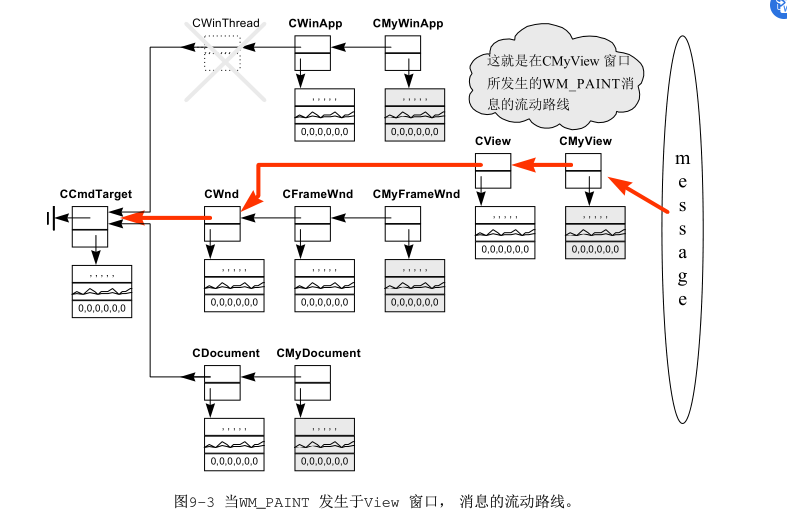 CWinThread
CWinApp
CMyWinApp
, , , , ,
0,0,0,0,0,0
, , , , ,
0,0,0,0,0,0
这就是在CMyView 窗口
所发生的WM_PAINT消
息的流动路线
CView
CMyView
, , , , ,
0,0,0,0,0,0
, , , , ,
0,0,0,0,0,0
message
CCmdTarget
CWnd
CFrameWnd
CMyFrameWnd
, , , , ,
0,0,0,0,0,0
, , , , ,
0,0,0,0,0,0
, , , , ,
0,0,0,0,0,0
, , , , ,
0,0,0,0,0,0
CDocument
CMyDocument
, , , , ,
0,0,0,0,0,0
, , , , ,
0,0,0,0,0,0
图9-3 当WM_PAINT 发生于View 窗口， 消息的流动路线。